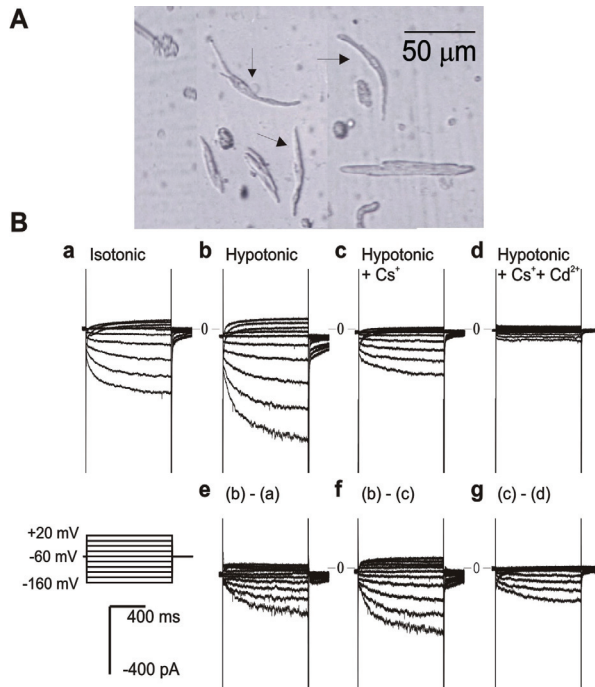 A
50 μm
B
a Isotonic
b Hypotonic
c Hypotonic
+ Cs⁺
d Hypotonic
+ Cs⁺ + Cd²⁺
0
0
0
e (b) - (a)
f (b) - (c)
g (c) - (d)
0
0
+20 mV
-60 mV
-160 mV
400 ms
-400 pA